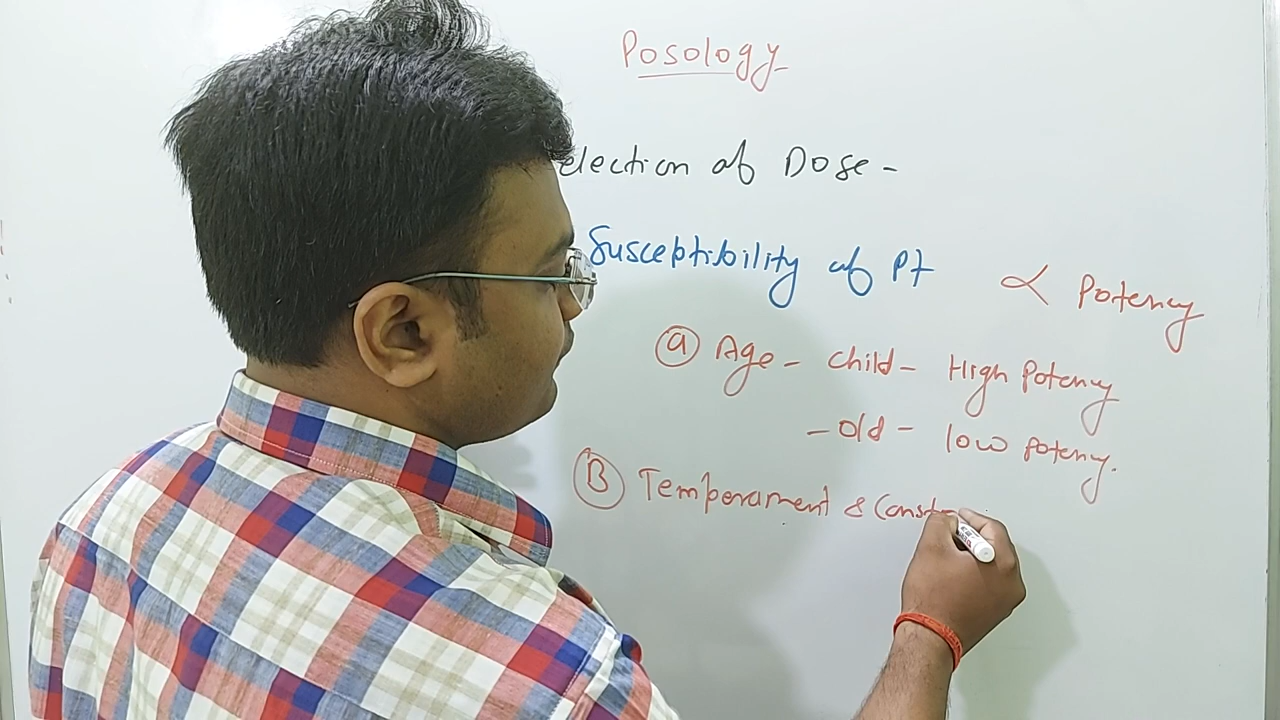 Posology
election of Dose -
Susceptibility of Pt ∝ Potency
(a) Age - Child - High Potency
- Old - low potency.
(B) Temperament & Const